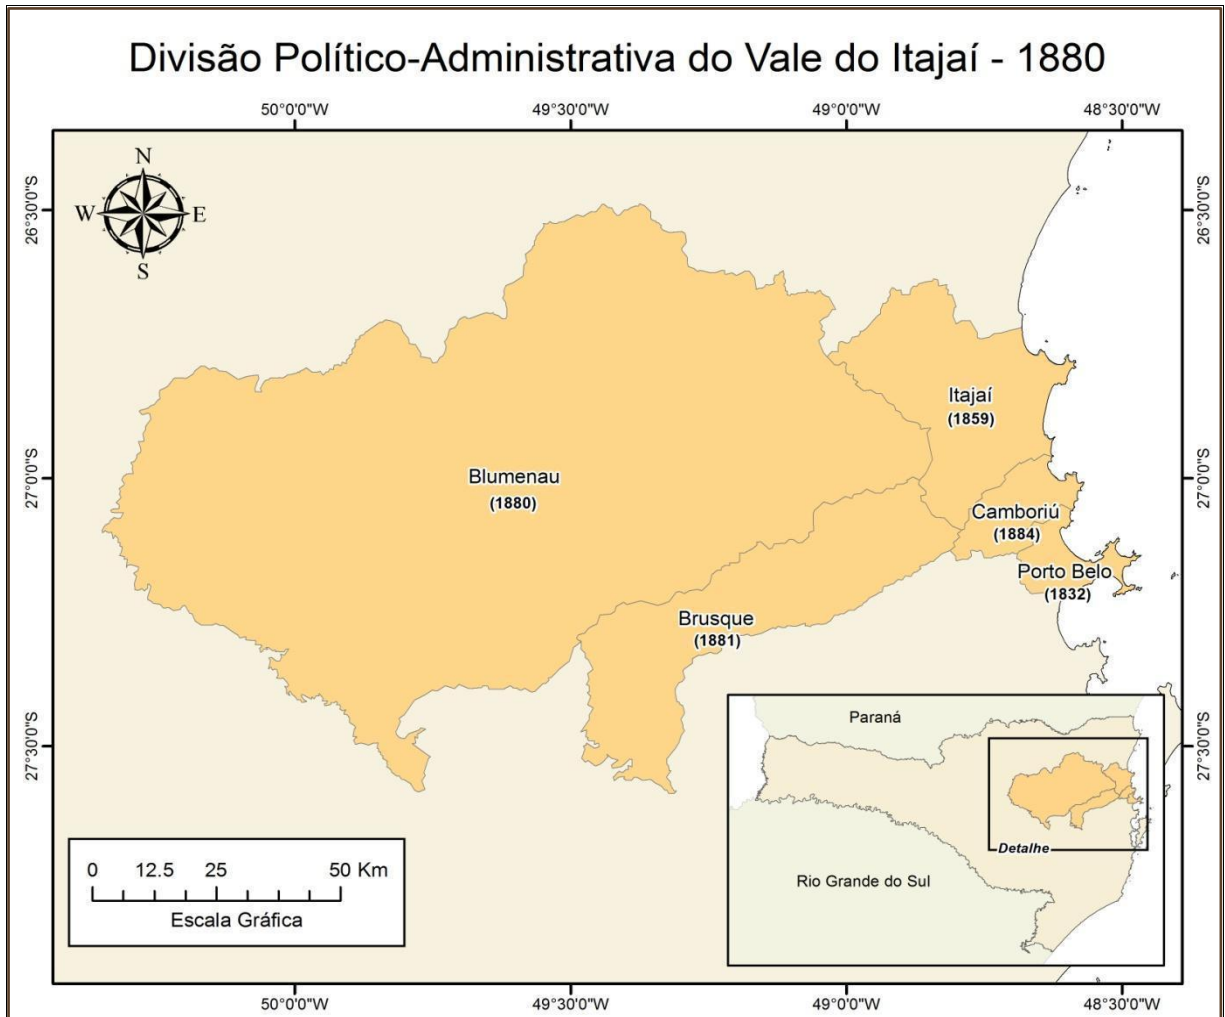 Divisão Político-Administrativa do Vale do Itajaí - 1880
50°0'0"W 49°30'0"W 49°0'0"W 48°30'0"W
N
W E
S
26°30'0"S 26°30'0"S
Itajaí
(1859)
Blumenau
(1880)
27°0'0"S 27°0'0"S
Camboriú
(1884)
Porto Belo
(1832)
Brusque
(1881)
27°30'0"S 27°30'0"S
Paraná
Detalhe
Rio Grande do Sul
0 12.5 25 50 Km
Escala Gráfica
50°0'0"W 49°30'0"W 49°0'0"W 48°30'0"W